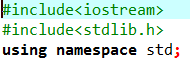 #include<iostream>
#include<stdlib.h>
using namespace std;